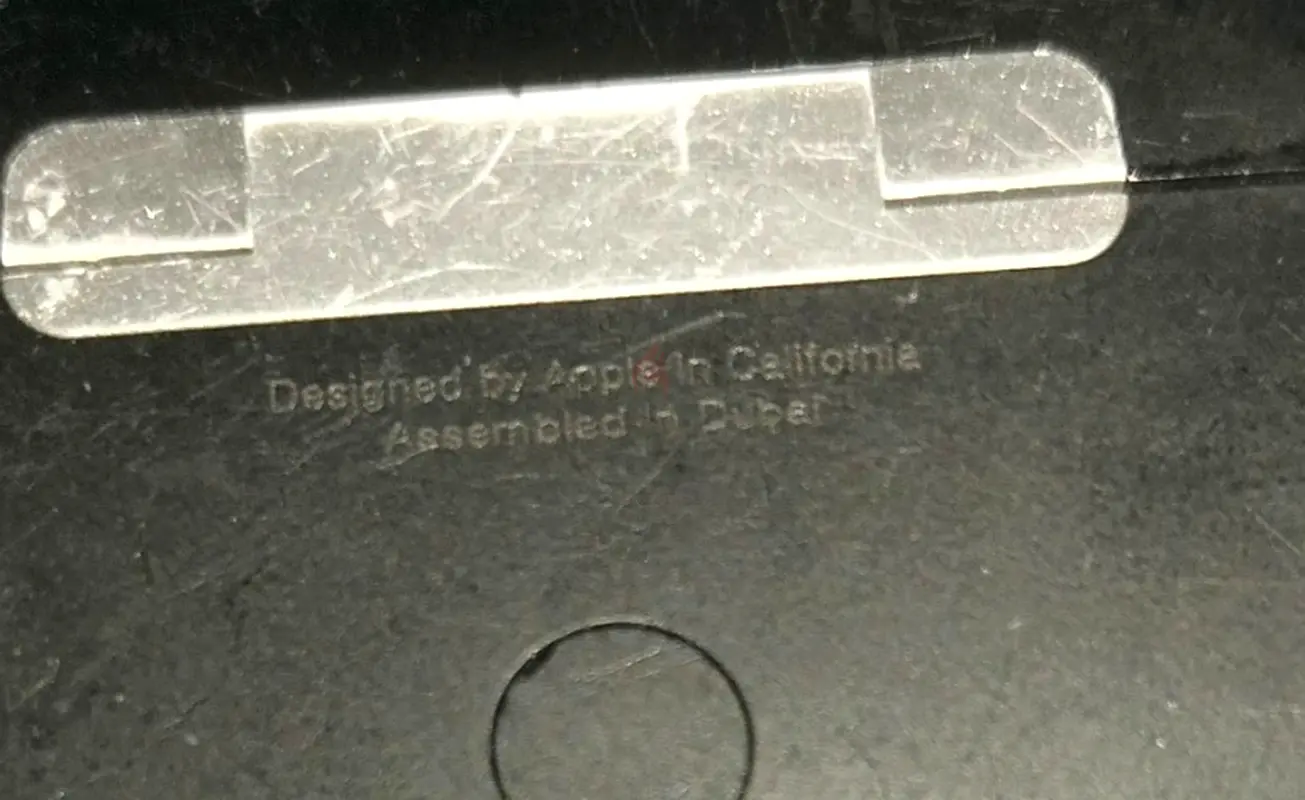 Designed by Apple in California
Assembled in Dubai